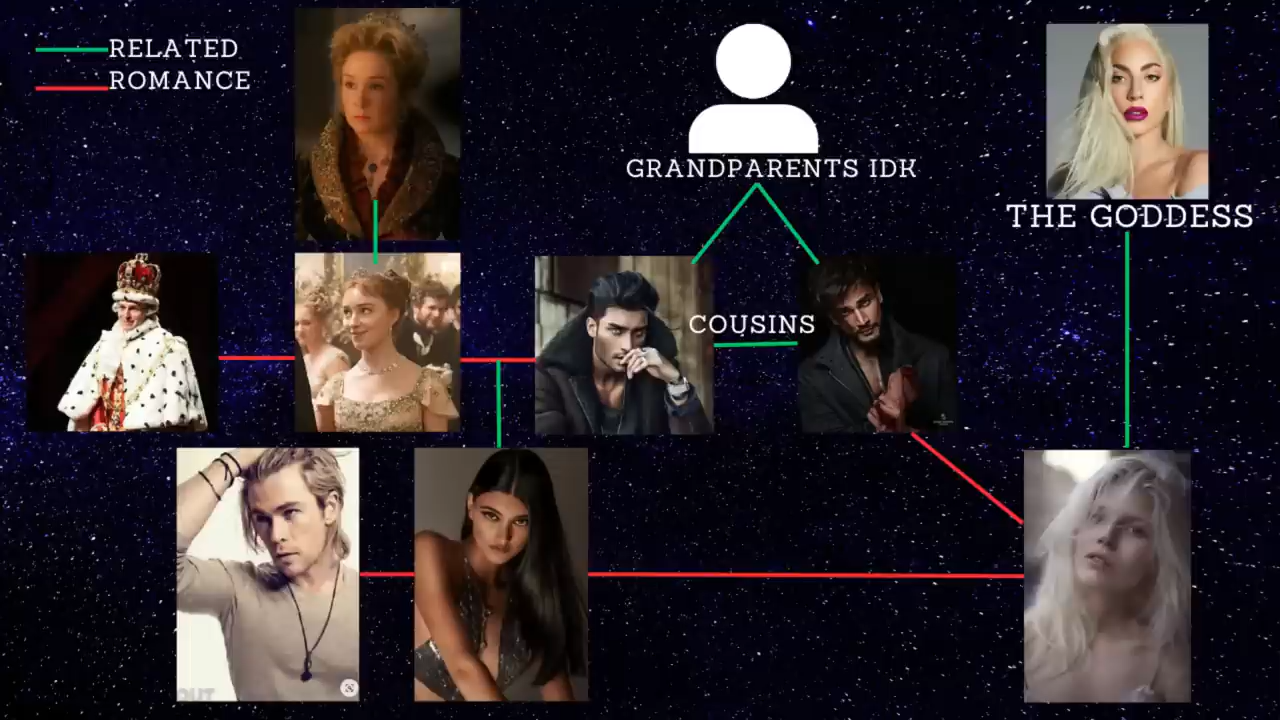 RELATED
ROMANCE
GRANDPARENTS IDK
THE GODDESS
COUSINS